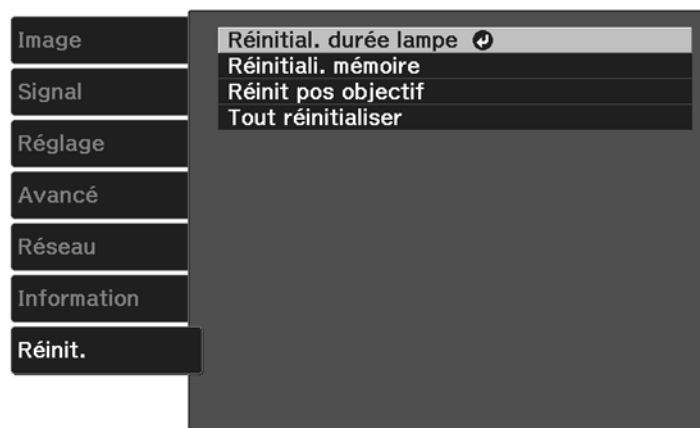 Image
Signal
Réglage
Avancé
Réseau
Information
Réinit.
Réinitial. durée lampe
Réinitiali. mémoire
Réinit pos objectif
Tout réinitialiser